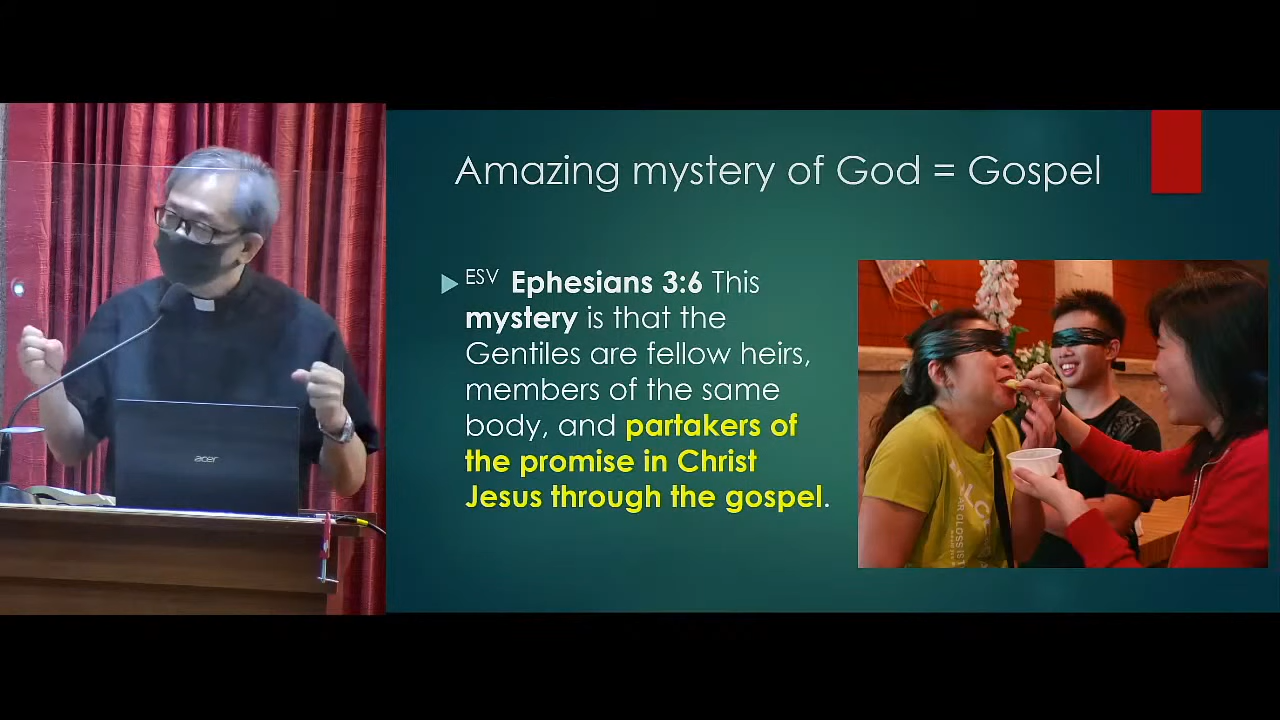 Amazing mystery of God = Gospel
ESV Ephesians 3:6 This
mystery is that the
Gentiles are fellow heirs,
members of the same
body, and partakers of
the promise in Christ
Jesus through the gospel.
acer